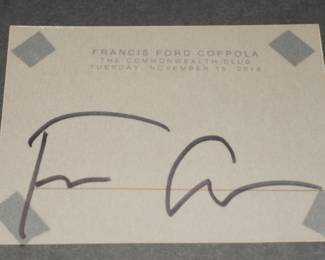 FRANCIS FORD COPPOLA
THE COMMONWEALTH CLUB
TUESDAY, NOVEMBER 15, 2016